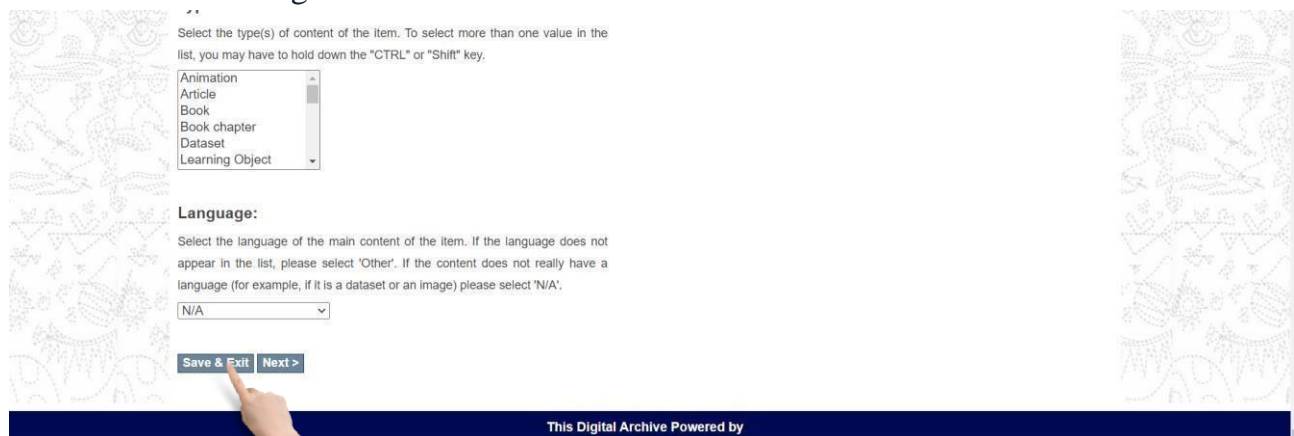 Select the type(s) of content of the item. To select more than one value in the
list, you may have to hold down the "CTRL" or "Shift" key.
Animation
Article
Book
Book chapter
Dataset
Learning Object
Language:
Select the language of the main content of the item. If the language does not
appear in the list, please select 'Other'. If the content does not really have a
language (for example, if it is a dataset or an image) please select 'N/A'.
N/A
Save & Exit Next >
This Digital Archive Powered by